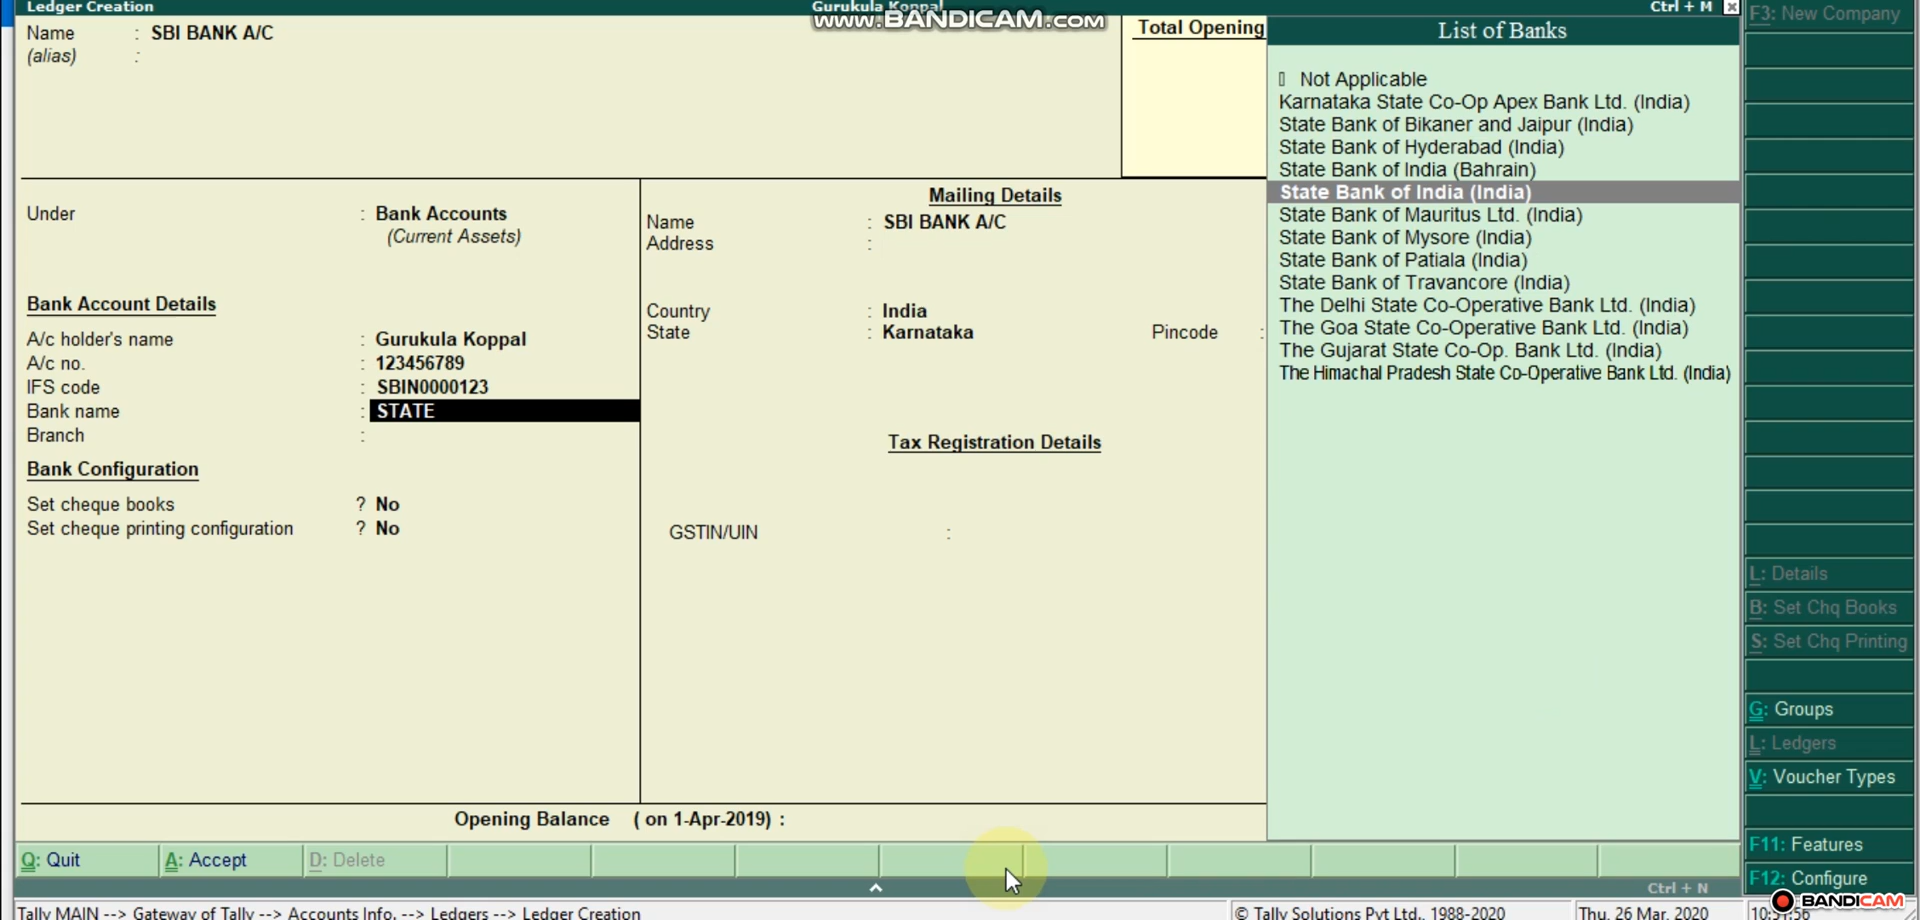 Ledger Creation
Gurukula Koppal
Ctrl + M
www.BANDICAM.com
Name : SBI BANK A/C
(alias) :
Total Opening
Under : Bank Accounts
(Current Assets)
Bank Account Details
A/c holder's name : Gurukula Koppal
A/c no. : 123456789
IFS code : SBIN0000123
Bank name : STATE
Branch :
Bank Configuration
Set cheque books ? No
Set cheque printing configuration ? No
Mailing Details
Name : SBI BANK A/C
Address :
Country : India
State : Karnataka
Pincode :
Tax Registration Details
GSTIN/UIN :
Opening Balance ( on 1-Apr-2019) :
List of Banks
Not Applicable
Karnataka State Co-Op Apex Bank Ltd. (India)
State Bank of Bikaner and Jaipur (India)
State Bank of Hyderabad (India)
State Bank of India (Bahrain)
State Bank of India (India)
State Bank of Mauritus Ltd. (India)
State Bank of Mysore (India)
State Bank of Patiala (India)
State Bank of Travancore (India)
The Delhi State Co-Operative Bank Ltd. (India)
The Goa State Co-Operative Bank Ltd. (India)
The Gujarat State Co-Op. Bank Ltd. (India)
The Himachal Pradesh State Co-Operative Bank Ltd. (India)
F3: New Company
L: Details
B: Set Chq Books
S: Set Chq Printing
G: Groups
L: Ledgers
V: Voucher Types
F11: Features
F12: Configure
Q: Quit
A: Accept
D: Delete
Ctrl + N
Tally MAIN --> Gateway of Tally --> Accounts Info. --> Ledgers --> Ledger Creation
© Tally Solutions Pvt Ltd., 1988-2020
Thu, 26 Mar, 2020
BANDICAM